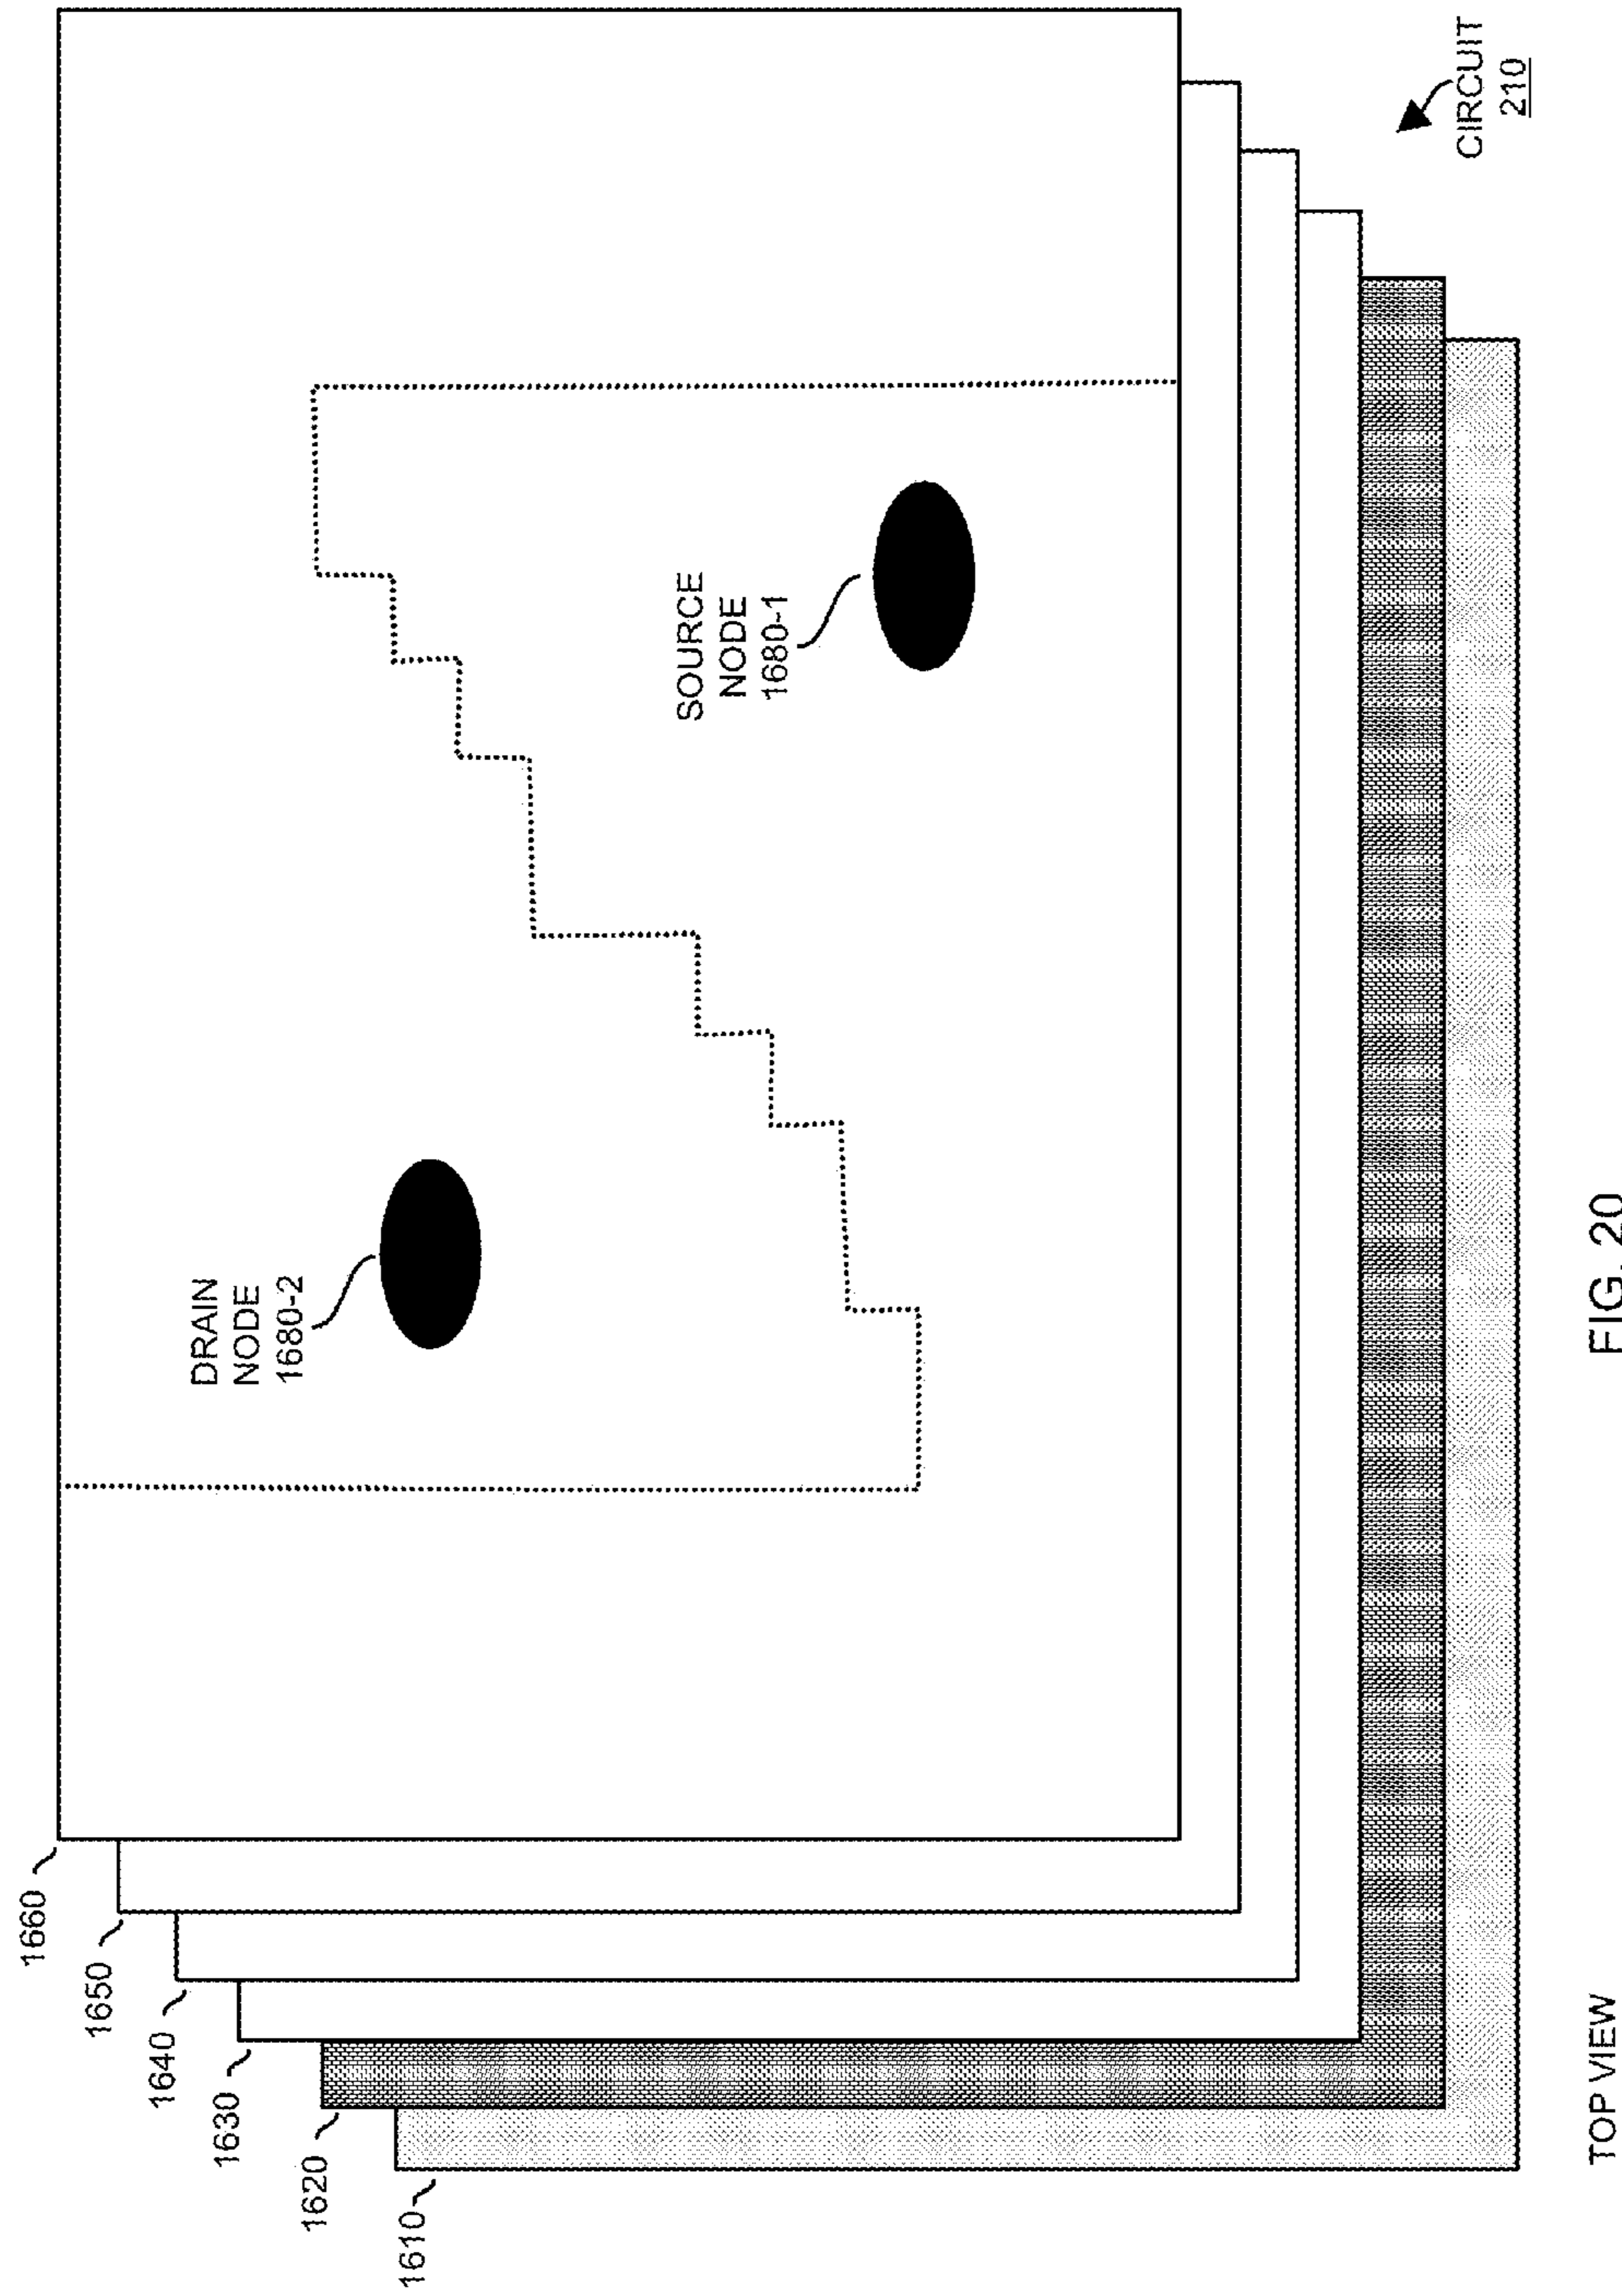 1660
1650
1640
1630
1620
1610
DRAIN
NODE
1680-2
SOURCE
NODE
1680-1
CIRCUIT
210
TOP VIEW
FIG. 20